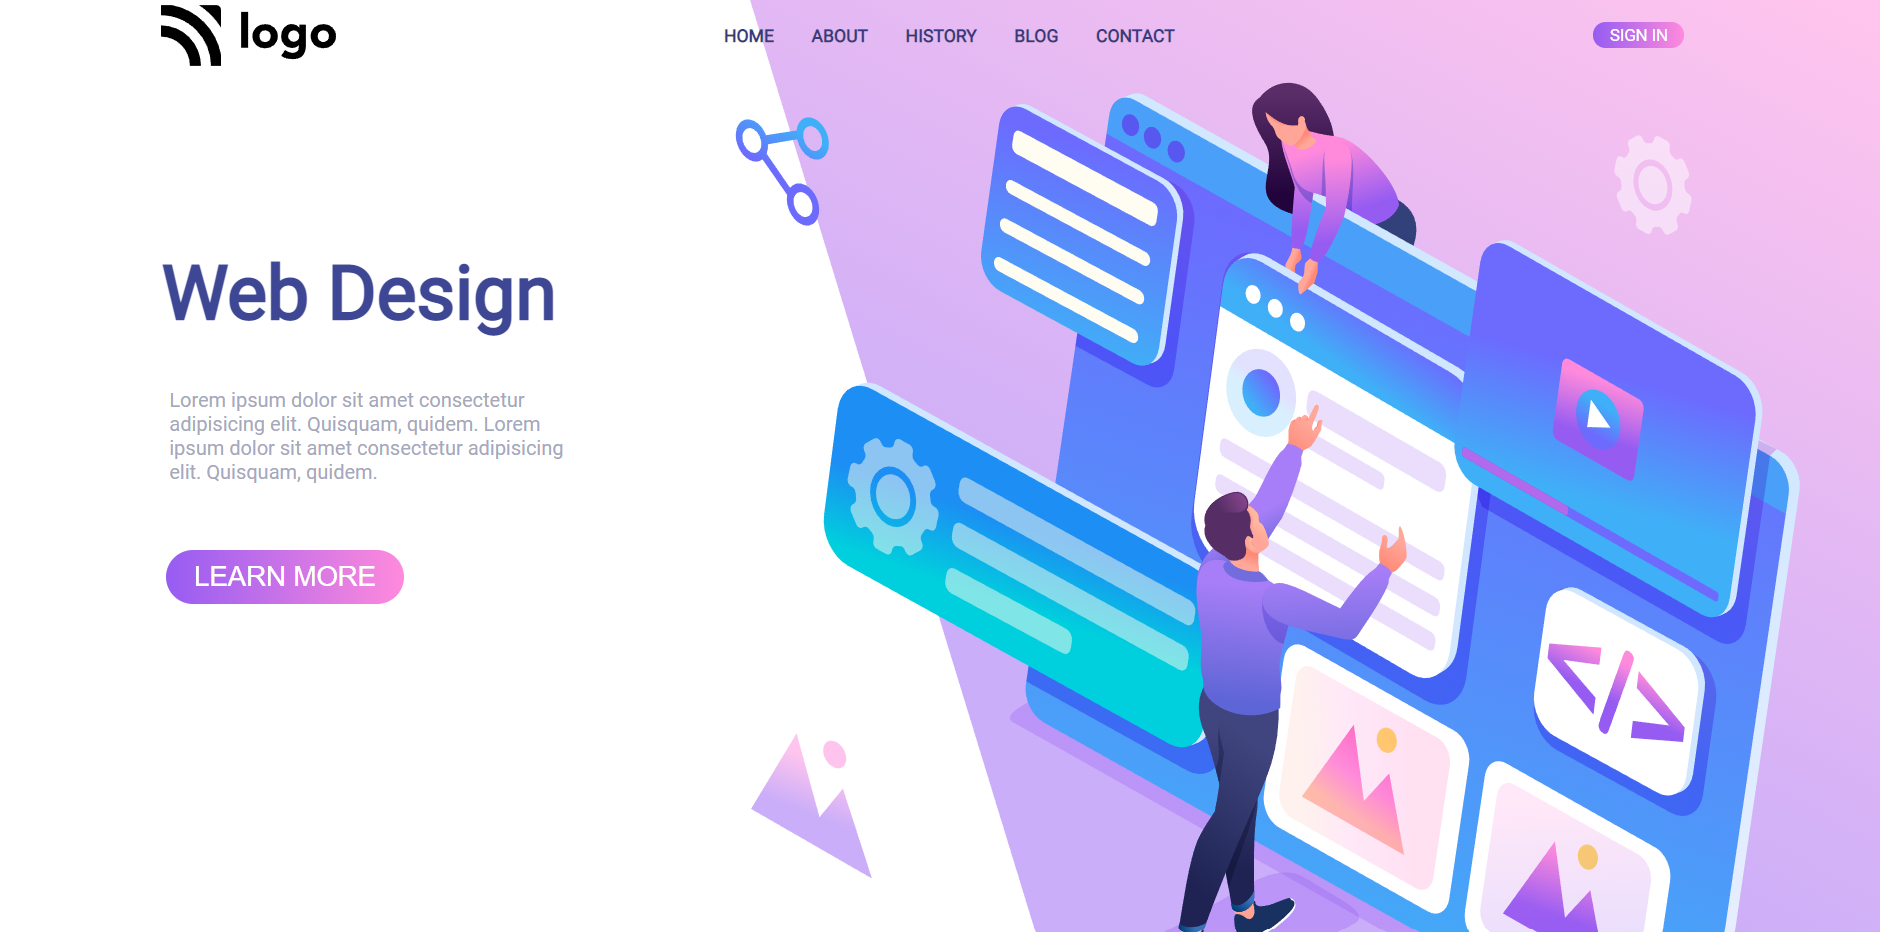 logo
HOME ABOUT HISTORY BLOG CONTACT
SIGN IN
Web Design
Lorem ipsum dolor sit amet consectetur
adipisicing elit. Quisquam, quidem. Lorem
ipsum dolor sit amet consectetur adipisicing
elit. Quisquam, quidem.
LEARN MORE
</>